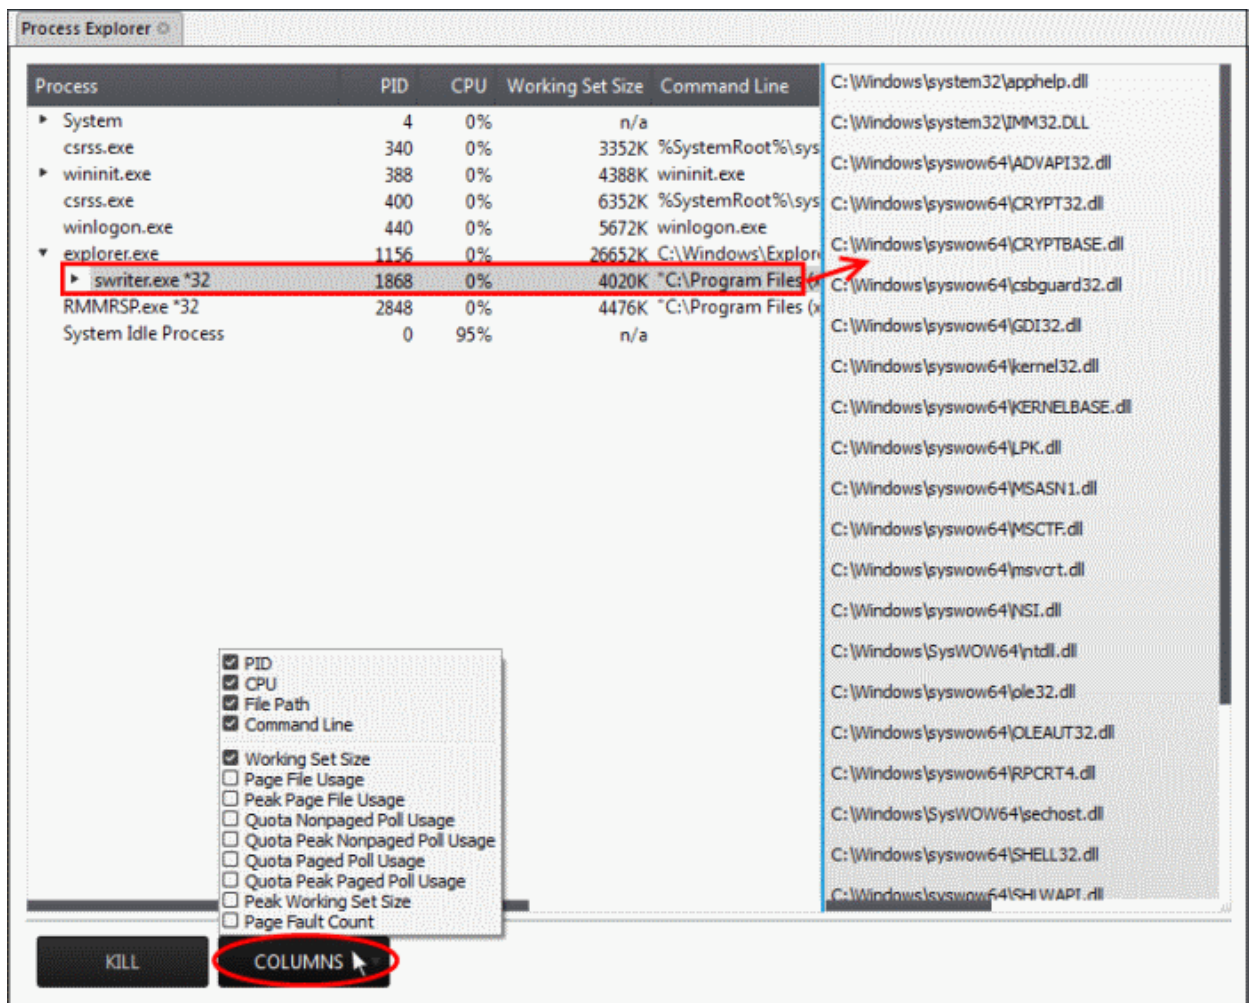 Process Explorer
Process PID CPU Working Set Size Command Line
System 4 0% n/a
csrss.exe 340 0% 3352K %SystemRoot%\sys
wininit.exe 388 0% 4388K wininit.exe
csrss.exe 400 0% 6352K %SystemRoot%\sys
winlogon.exe 440 0% 5672K winlogon.exe
explorer.exe 1156 0% 26652K C:\Windows\Explor
swriter.exe *32 1868 0% 4020K "C:\Program Files
RMMRSP.exe *32 2848 0% 4476K "C:\Program Files (x
System Idle Process 0 95% n/a
C:\Windows\system32\apphelp.dll
C:\Windows\system32\IMM32.DLL
C:\Windows\syswow64\ADVAPI32.dll
C:\Windows\syswow64\CRYPT32.dll
C:\Windows\syswow64\CRYPTBASE.dll
C:\Windows\syswow64\csbguard32.dll
C:\Windows\syswow64\GDI32.dll
C:\Windows\syswow64\kernel32.dll
C:\Windows\syswow64\KERNELBASE.dll
C:\Windows\syswow64\LPK.dll
C:\Windows\syswow64\MSASN1.dll
C:\Windows\syswow64\MSCTF.dll
C:\Windows\syswow64\msvcrt.dll
C:\Windows\syswow64\NSI.dll
C:\Windows\SysWOW64\ntdll.dll
C:\Windows\syswow64\ole32.dll
C:\Windows\syswow64\OLEAUT32.dll
C:\Windows\syswow64\RPCRT4.dll
C:\Windows\SysWOW64\sechost.dll
C:\Windows\syswow64\SHELL32.dll
C:\Windows\syswow64\SHLWAPI.dll
PID
CPU
File Path
Command Line
Working Set Size
Page File Usage
Peak Page File Usage
Quota Nonpaged Poll Usage
Quota Peak Nonpaged Poll Usage
Quota Paged Poll Usage
Quota Peak Paged Poll Usage
Peak Working Set Size
Page Fault Count
KILL
COLUMNS